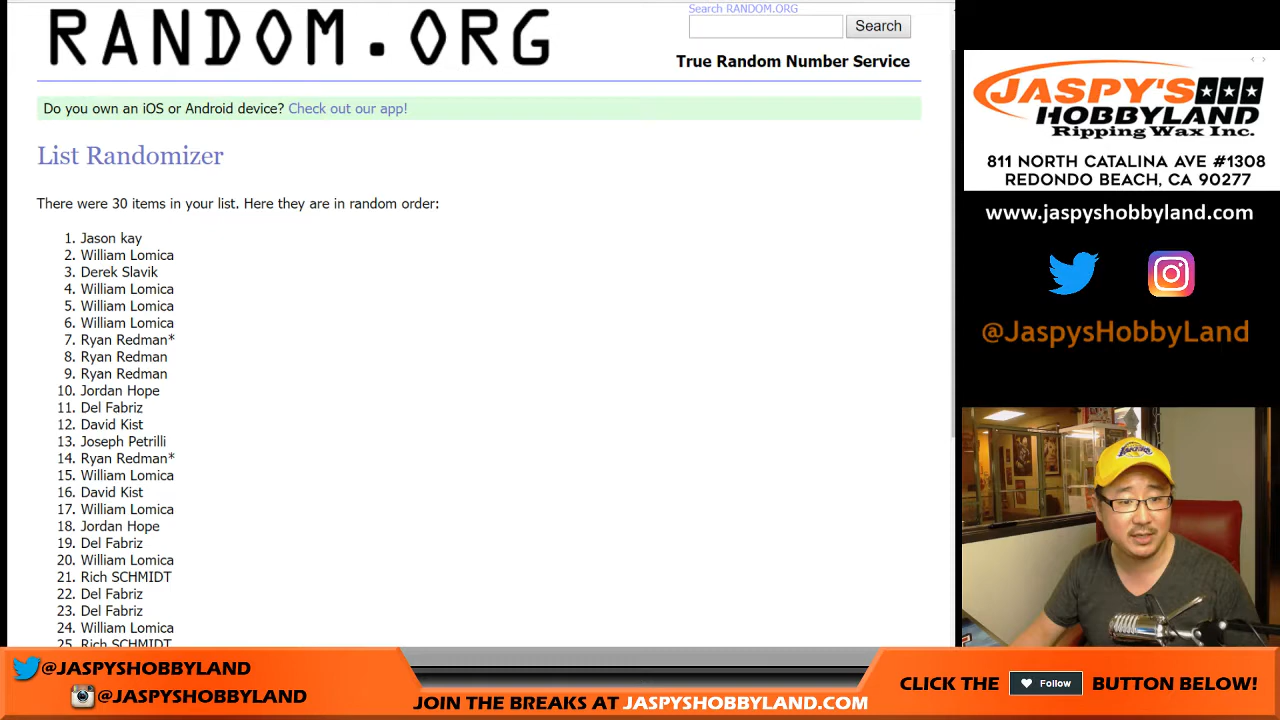 RANDOM.ORG
Search RANDOM.ORG
Search
True Random Number Service
Do you own an iOS or Android device? Check out our app!
List Randomizer
There were 30 items in your list. Here they are in random order:
1. Jason kay
2. William Lomica
3. Derek Slavik
4. William Lomica
5. William Lomica
6. William Lomica
7. Ryan Redman*
8. Ryan Redman
9. Ryan Redman
10. Jordan Hope
11. Del Fabriz
12. David Kist
13. Joseph Petrilli
14. Ryan Redman*
15. William Lomica
16. David Kist
17. William Lomica
18. Jordan Hope
19. Del Fabriz
20. William Lomica
21. Rich SCHMIDT
22. Del Fabriz
23. Del Fabriz
24. William Lomica
25. Rich SCHMIDT
JASPY'S
HOBBYLAND
Ripping Wax Inc.
811 NORTH CATALINA AVE #1308
REDONDO BEACH, CA 90277
www.jaspyshobbyland.com
@JaspysHobbyLand
LAKERS
@JASPYSHOBBYLAND
@JASPYSHOBBYLAND
JOIN THE BREAKS AT JASPYSHOBBYLAND.COM
CLICK THE Follow BUTTON BELOW!